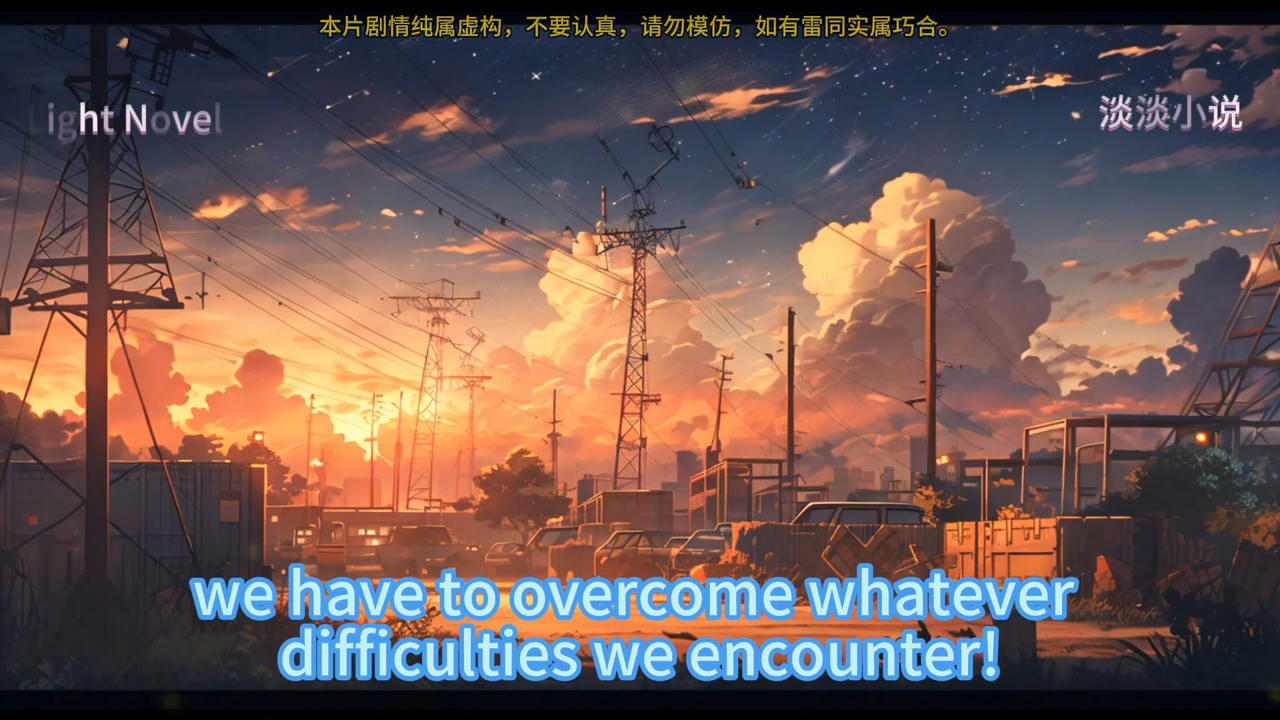 本片剧情纯属虚构，不要认真，请勿模仿，如有雷同实属巧合。
Light Novel
淡淡小说
we have to overcome whatever
difficulties we encounter!